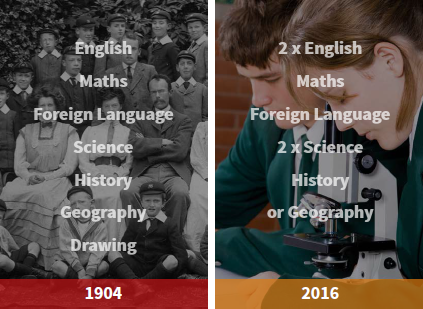 English
Maths
Foreign Language
Science
History
Geography
Drawing
1904
2 x English
Maths
Foreign Language
2 x Science
History
or Geography
2016